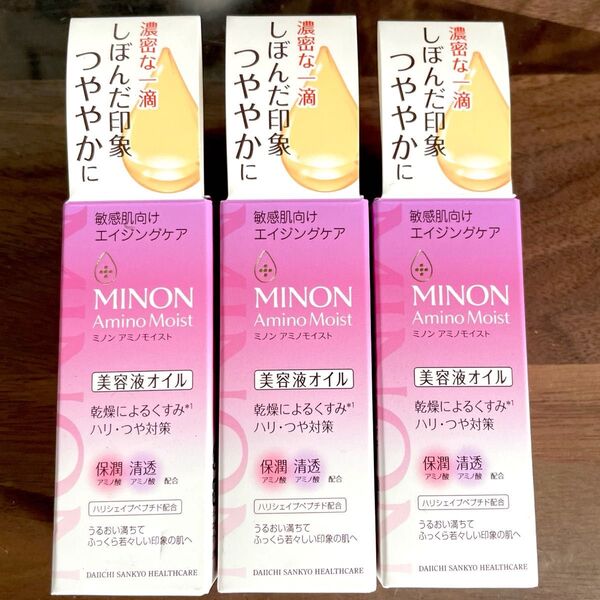 濃密な一滴
しぼんだ印象
つややかに
敏感肌向け
エイジングケア
MINON
Amino Moist
ミノン アミノモイスト
美容液オイル
乾燥によるくすみ*1
ハリ・つや対策
保潤 清透
アミノ酸 アミノ酸 配合
ハリシェイプペプチド配合
うるおい満ちて
ふっくら若々しい印象の肌へ
DAIICHI SANKYO HEALTHCARE
濃密な一滴
しぼんだ印象
つややかに
敏感肌向け
エイジングケア
MINON
Amino Moist
ミノン アミノモイスト
美容液オイル
乾燥によるくすみ*1
ハリ・つや対策
保潤 清透
アミノ酸 アミノ酸 配合
ハリシェイプペプチド配合
うるおい満ちて
ふっくら若々しい印象の肌へ
DAIICHI SANKYO HEALTHCARE
濃密な一滴
しぼんだ印象
つややかに
敏感肌向け
エイジングケア
MINON
Amino Moist
ミノン アミノモイスト
美容液オイル
乾燥によるくすみ*1
ハリ・つや対策
保潤 清透
アミノ酸 アミノ酸 配合
ハリシェイプペプチド配合
うるおい満ちて
ふっくら若々しい印象の肌へ
DAIICHI SANKYO HEALTHCARE